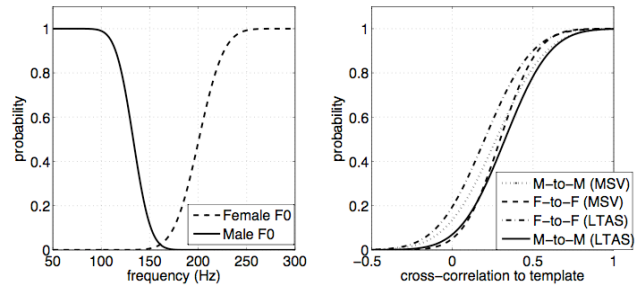 1
0.8
0.6
0.4
0.2
0
probability
50 100 150 200 250 300
frequency (Hz)
Female F0
Male F0
1
0.8
0.6
0.4
0.2
0
probability
-0.5 0 0.5 1
cross-correlation to template
M-to-M (MSV)
F-to-F (MSV)
F-to-F (LTAS)
M-to-M (LTAS)